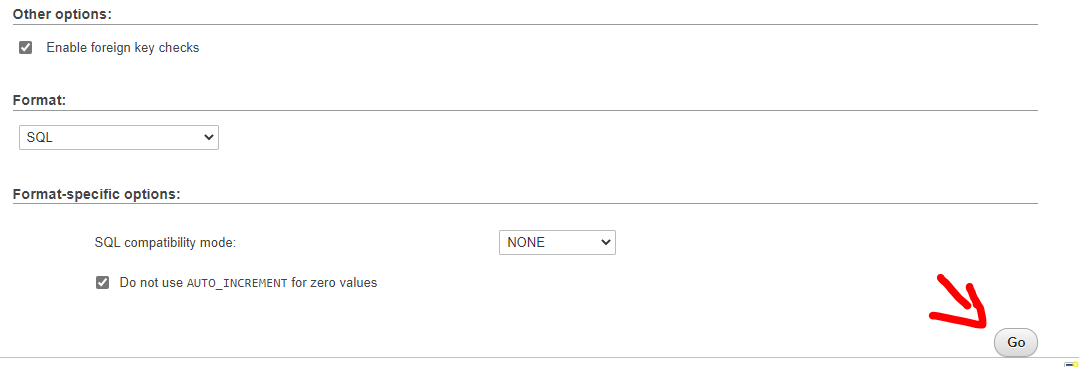 Other options:
Enable foreign key checks
Format:
SQL
Format-specific options:
SQL compatibility mode: NONE
Do not use AUTO_INCREMENT for zero values
Go